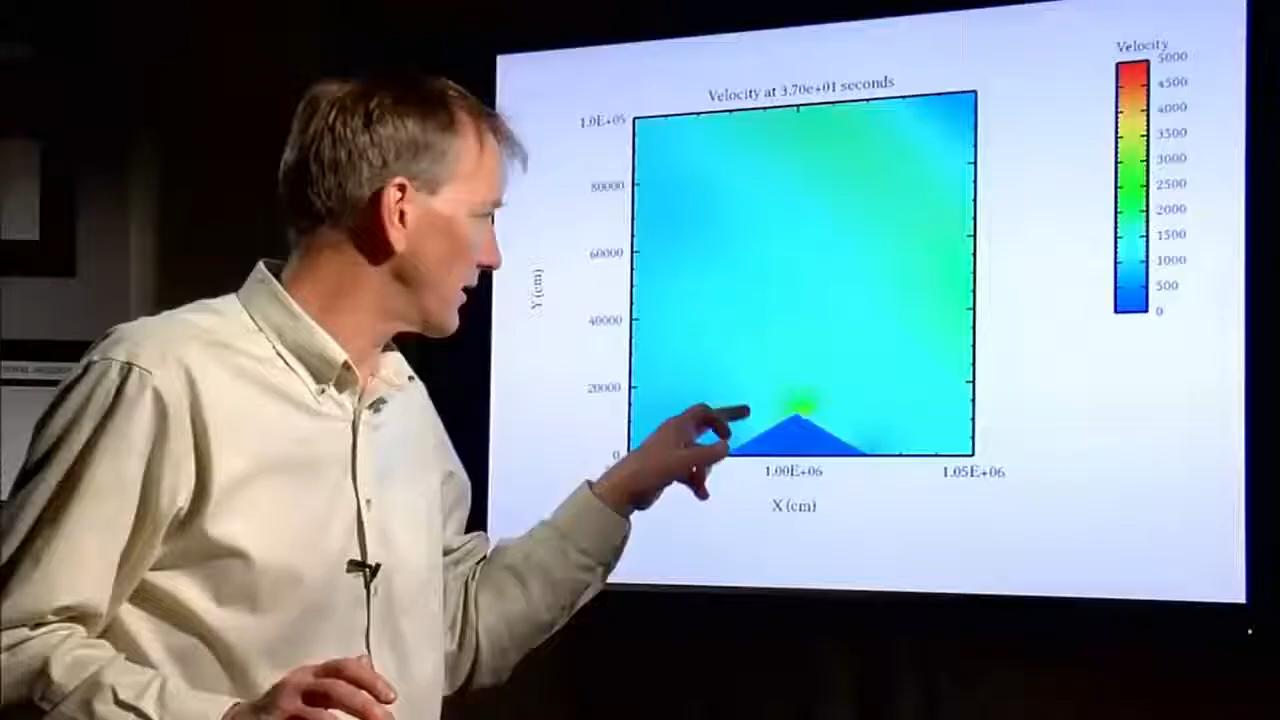 Velocity at 3.70e+01 seconds
1.0E+05
80000
60000
40000
20000
0
Y (cm)
1.00E+06
1.05E+06
X (cm)
Velocity
5000
4500
4000
3500
3000
2500
2000
1500
1000
500
0